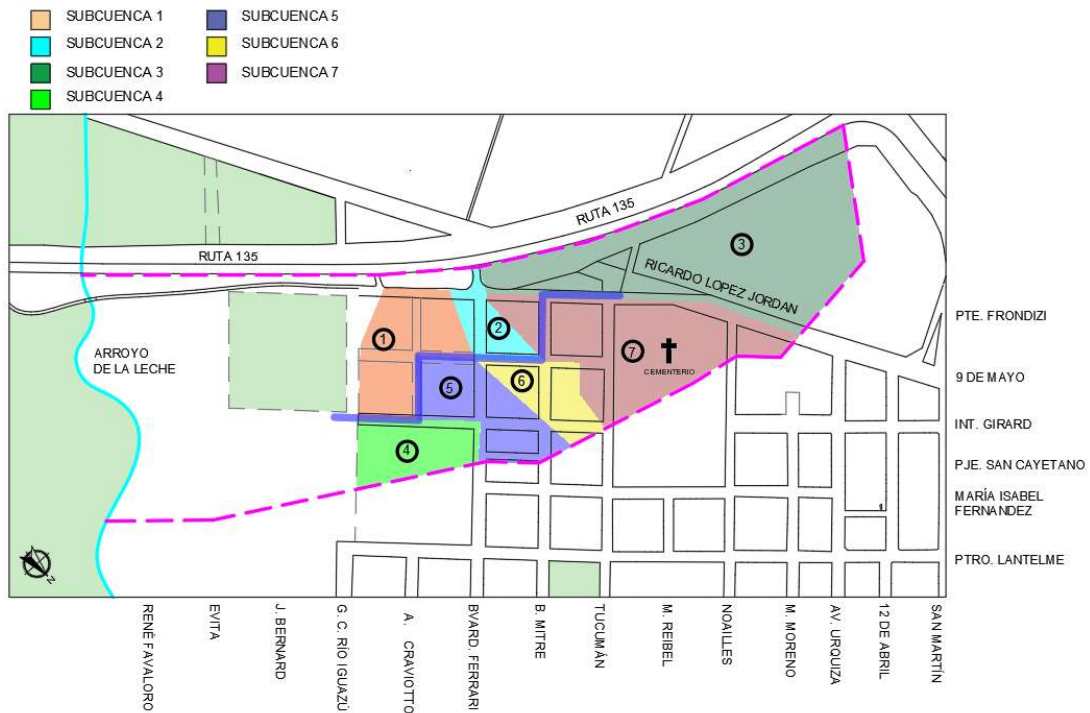 SUBCUENCA 1
SUBCUENCA 2
SUBCUENCA 3
SUBCUENCA 4
SUBCUENCA 5
SUBCUENCA 6
SUBCUENCA 7
RUTA 135
RUTA 135
RICARDO LOPEZ JORDAN
3
2
1
7
CEMENTERIO
6
5
4
ARROYO
DE LA LECHE
PTE. FRONDIZI
9 DE MAYO
INT. GIRARD
PJE. SAN CAYETANO
MARÍA ISABEL
FERNANDEZ
PTRO. LANTELME
1
N
RENÉ FAVALORO
EVITA
J. BERNARD
G. C. RÍO IGUAZÚ
A. CRAVIOTTO
BVARD. FERRARI
B. MITRE
TUCUMÁN
M. REIBEL
NOAILLES
M. MORENO
AV. URQUIZA
12 DE ABRIL
SAN MARTÍN